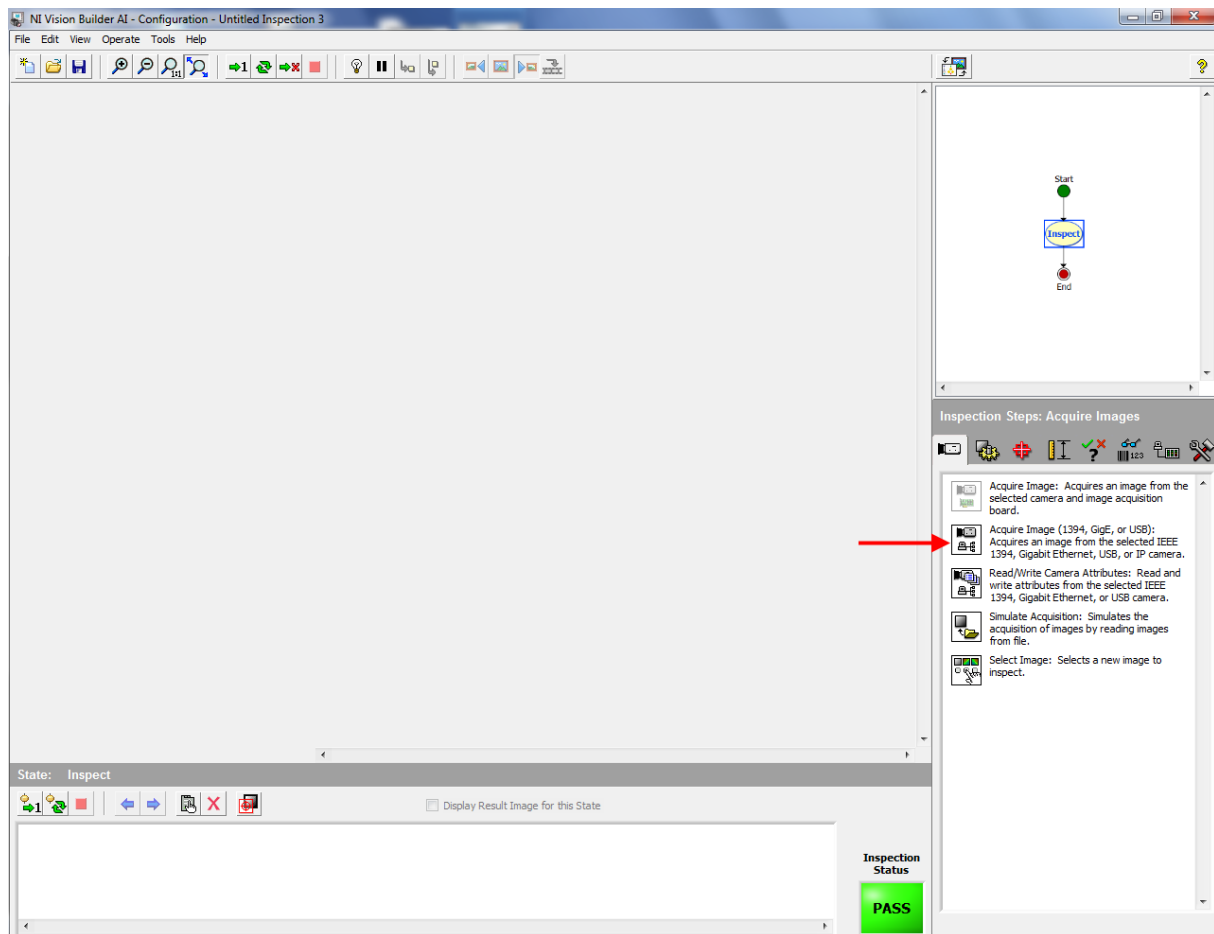 NI Vision Builder AI - Configuration - Untitled Inspection 3
File Edit View Operate Tools Help
1:1
1
?
Start
Inspect
End
Inspection Steps: Acquire Images
? 123
Acquire Image: Acquires an image from the
selected camera and image acquisition
board.
Acquire Image (1394, GigE, or USB):
Acquires an image from the selected IEEE
1394, Gigabit Ethernet, USB, or IP camera.
Read/Write Camera Attributes: Read and
write attributes from the selected IEEE
1394, Gigabit Ethernet, or USB camera.
Simulate Acquisition: Simulates the
acquisition of images by reading images
from file.
Select Image: Selects a new image to
inspect.
State: Inspect
1
Display Result Image for this State
Inspection
Status
PASS